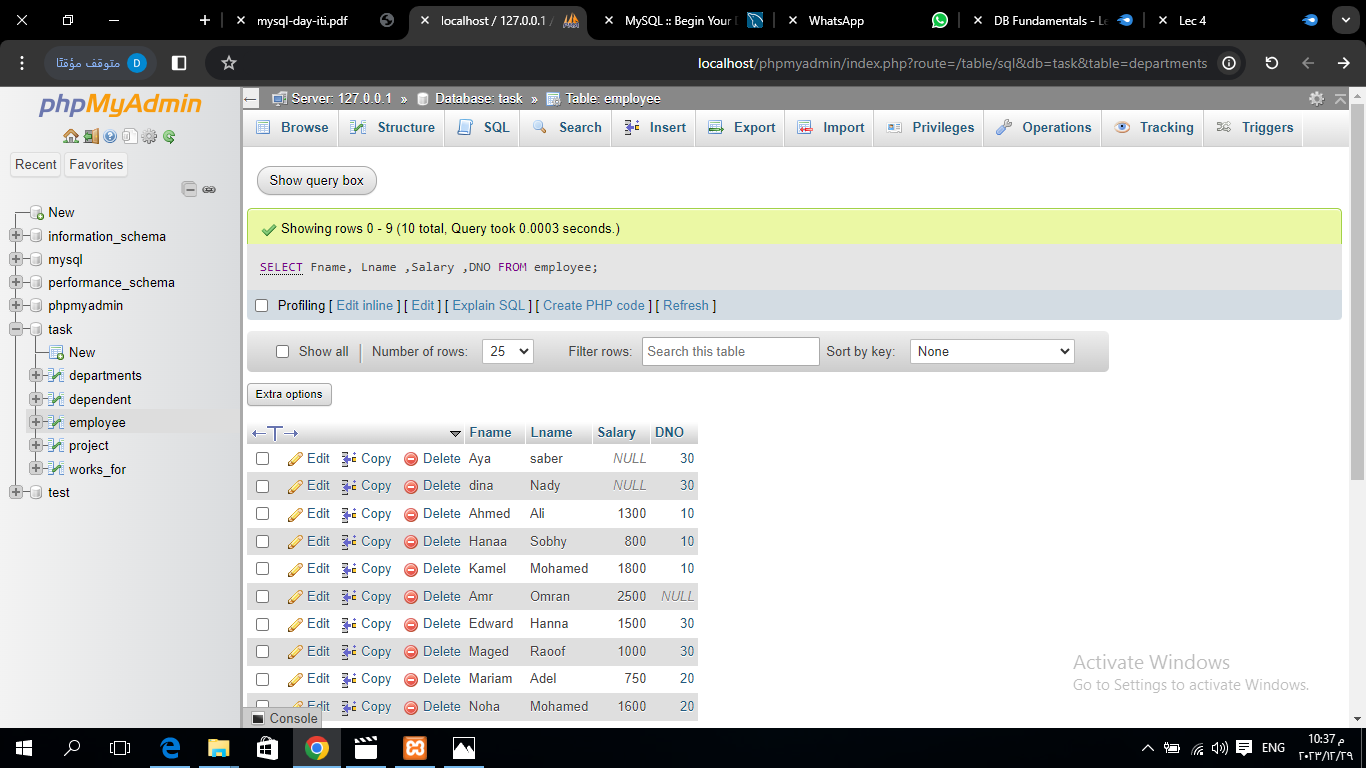 mysql-day-iti.pdf
localhost / 127.0.0.1 /
MySQL :: Begin Your
WhatsApp
DB Fundamentals - Le
Lec 4
متوقف مؤقتًا
D
localhost/phpmyadmin/index.php?route=/table/sql&db=task&table=departments
phpMyAdmin
Recent Favorites
New
information_schema
mysql
performance_schema
phpmyadmin
task
New
departments
dependent
employee
project
works_for
test
Server: 127.0.0.1 » Database: task » Table: employee
Browse Structure SQL Search Insert Export Import Privileges Operations Tracking Triggers
Show query box
Showing rows 0 - 9 (10 total, Query took 0.0003 seconds.)
SELECT Fname, Lname ,Salary ,DNO FROM employee;
Profiling [ Edit inline ] [ Edit ] [ Explain SQL ] [ Create PHP code ] [ Refresh ]
Show all Number of rows: 25 Filter rows: Search this table Sort by key: None
Extra options
←T→ Fname Lname Salary DNO
Edit Copy Delete Aya saber NULL 30
Edit Copy Delete dina Nady NULL 30
Edit Copy Delete Ahmed Ali 1300 10
Edit Copy Delete Hanaa Sobhy 800 10
Edit Copy Delete Kamel Mohamed 1800 10
Edit Copy Delete Amr Omran 2500 NULL
Edit Copy Delete Edward Hanna 1500 30
Edit Copy Delete Maged Raoof 1000 30
Edit Copy Delete Mariam Adel 750 20
Edit Copy Delete Noha Mohamed 1600 20
Console
Activate Windows
Go to Settings to activate Windows.
ENG
10:37 م
٢٠٢٣/١٢/٢٩